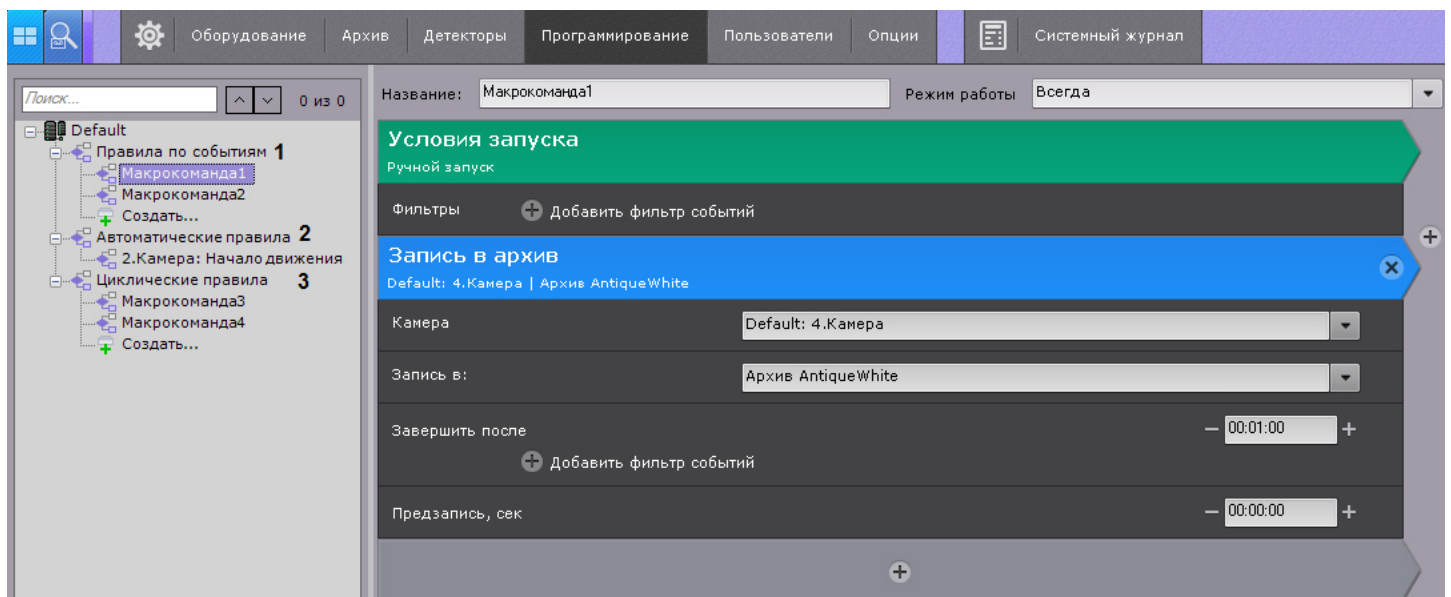 Оборудование Архив Детекторы Программирование Пользователи Опции Системный журнал
Поиск... 0 из 0
Default
Правила по событиям 1
Макрокоманда1
Макрокоманда2
Создать...
Автоматические правила 2
2.Камера: Начало движения
Циклические правила 3
Макрокоманда3
Макрокоманда4
Создать...
Название: Макрокоманда1 Режим работы Всегда
Условия запуска
Ручной запуск
Фильтры Добавить фильтр событий
Запись в архив
Default: 4.Камера | Архив AntiqueWhite
Камера Default: 4.Камера
Запись в: Архив AntiqueWhite
Завершить после 00:01:00
Добавить фильтр событий
Предзапись, сек 00:00:00